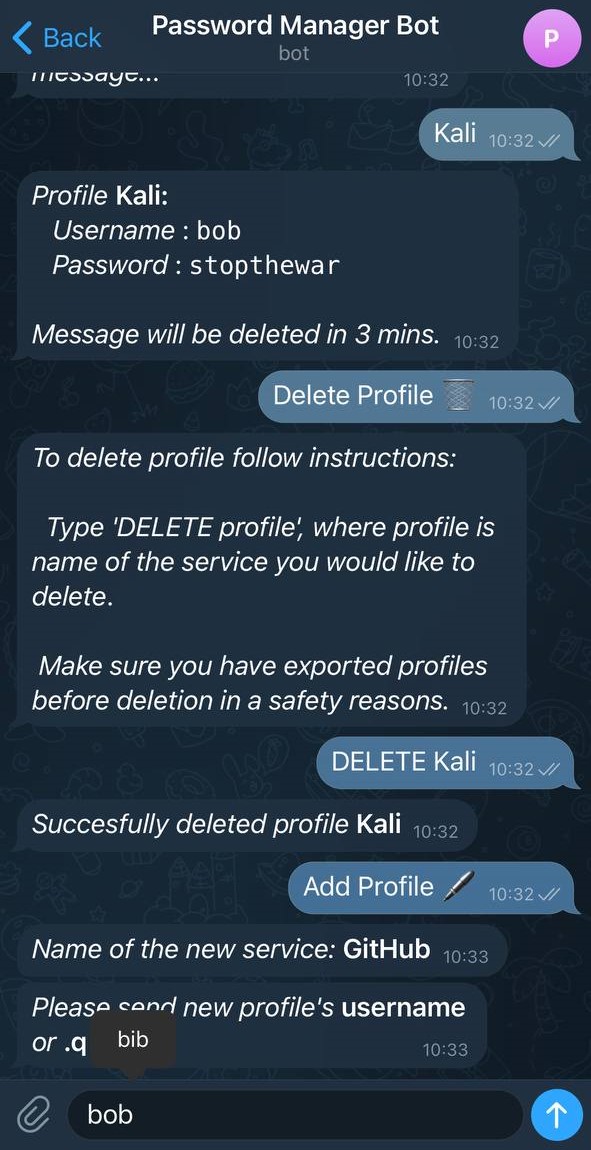 Back
Password Manager Bot
bot
P
message... 10:32
Kali 10:32
Profile Kali:
Username : bob
Password : stopthewar
Message will be deleted in 3 mins. 10:32
Delete Profile 10:32
To delete profile follow instructions:
Type 'DELETE profile', where profile is
name of the service you would like to
delete.
Make sure you have exported profiles
before deletion in a safety reasons. 10:32
DELETE Kali 10:32
Succesfully deleted profile Kali 10:32
Add Profile 10:32
Name of the new service: GitHub 10:33
Please send new profile's username
or .q 10:33
bib
bob